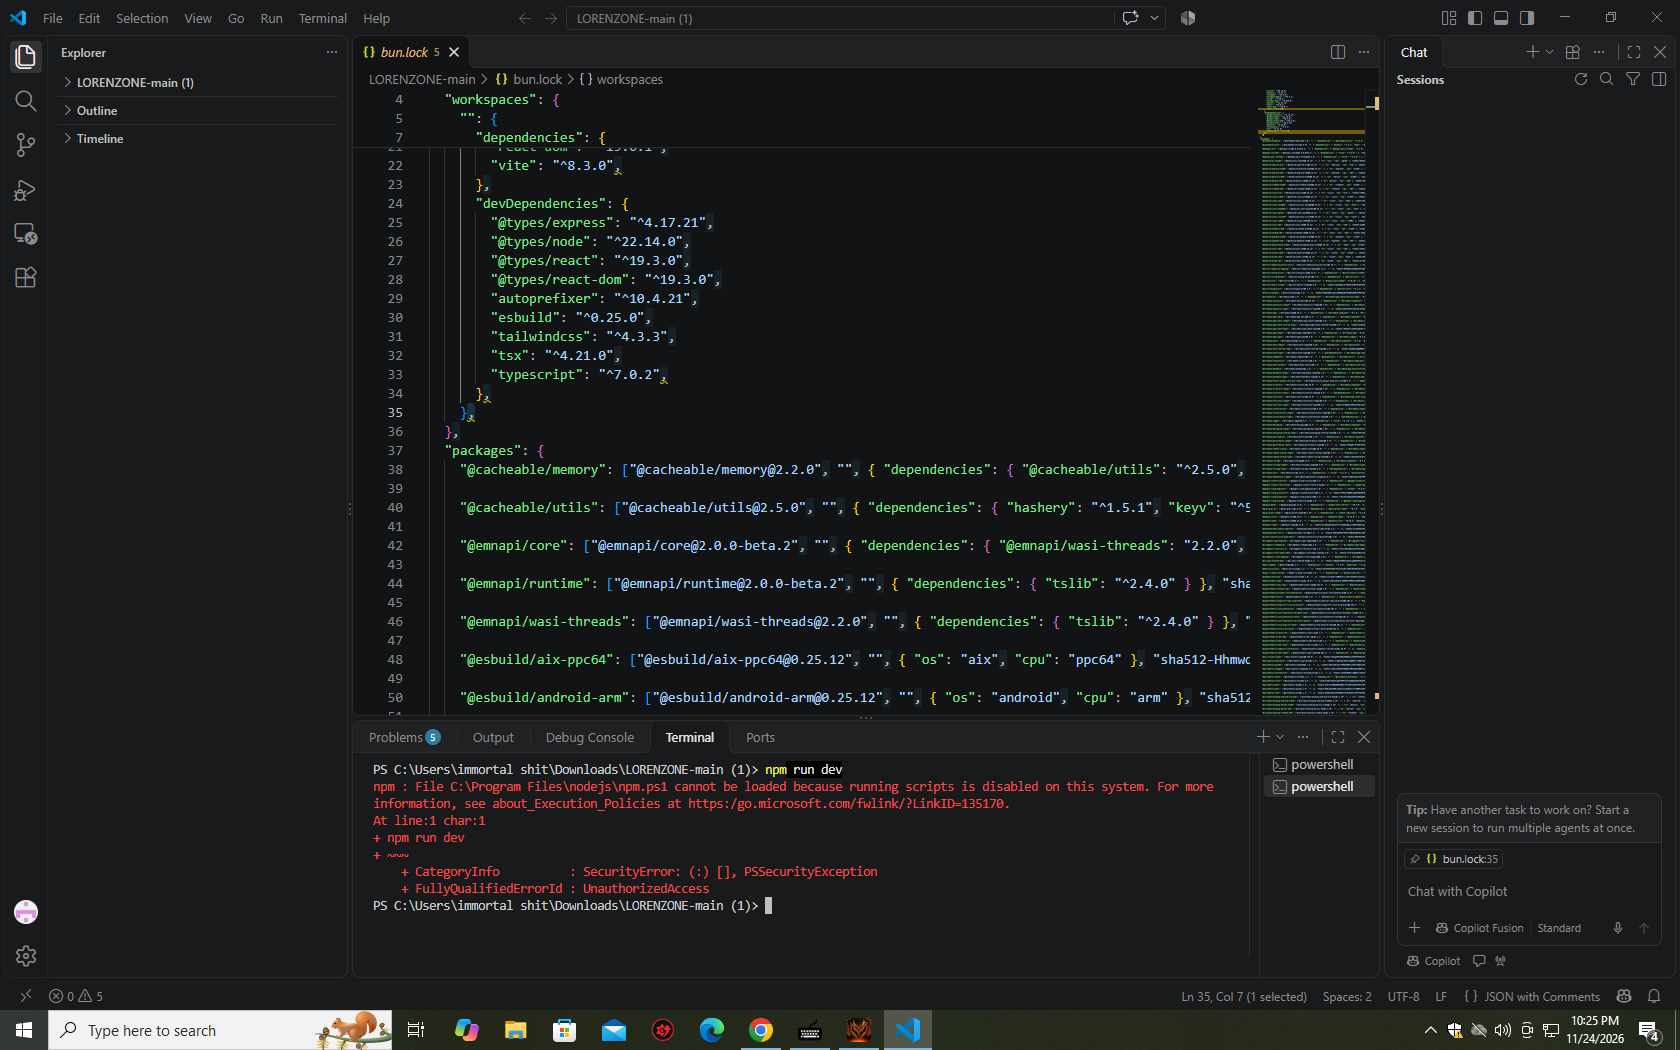 File Edit Selection View Go Run Terminal Help
LORENZONE-main (1)
Explorer
LORENZONE-main (1)
Outline
Timeline
{} bun.lock 5
LORENZONE-main > {} bun.lock > { } workspaces
4 "workspaces": {
5 "": {
7 "dependencies": {
22 "vite": "^8.3.0",
23 },
24 "devDependencies": {
25 "@types/express": "^4.17.21",
26 "@types/node": "^22.14.0",
27 "@types/react": "^19.3.0",
28 "@types/react-dom": "^19.3.0",
29 "autoprefixer": "^10.4.21",
30 "esbuild": "^0.25.0",
31 "tailwindcss": "^4.3.3",
32 "tsx": "^4.21.0",
33 "typescript": "^7.0.2",
34 },
35 },
36 },
37 "packages": {
38 "@cacheable/memory": ["@cacheable/memory@2.2.0", "", { "dependencies": { "@cacheable/utils": "^2.5.0",
39
40 "@cacheable/utils": ["@cacheable/utils@2.5.0", "", { "dependencies": { "hashery": "^1.5.1", "keyv": "^5
41
42 "@emnapi/core": ["@emnapi/core@2.0.0-beta.2", "", { "dependencies": { "@emnapi/wasi-threads": "2.2.0",
43
44 "@emnapi/runtime": ["@emnapi/runtime@2.0.0-beta.2", "", { "dependencies": { "tslib": "^2.4.0" } }, "sha
45
46 "@emnapi/wasi-threads": ["@emnapi/wasi-threads@2.2.0", "", { "dependencies": { "tslib": "^2.4.0" } }, "
47
48 "@esbuild/aix-ppc64": ["@esbuild/aix-ppc64@0.25.12", "", { "os": "aix", "cpu": "ppc64" }, "sha512-Hhmwd
49
50 "@esbuild/android-arm": ["@esbuild/android-arm@0.25.12", "", { "os": "android", "cpu": "arm" }, "sha512
Problems 5 Output Debug Console Terminal Ports
PS C:\Users\immortal shit\Downloads\LORENZONE-main (1)> npm run dev
npm : File C:\Program Files\nodejs\npm.ps1 cannot be loaded because running scripts is disabled on this system. For more
information, see about_Execution_Policies at https:/go.microsoft.com/fwlink/?LinkID=135170.
At line:1 char:1
+ npm run dev
+ ~~~
+ CategoryInfo : SecurityError: (:) [], PSSecurityException
+ FullyQualifiedErrorId : UnauthorizedAccess
PS C:\Users\immortal shit\Downloads\LORENZONE-main (1)>
powershell
powershell
Chat
Sessions
Tip: Have another task to work on? Start a
new session to run multiple agents at once.
{} bun.lock:35
Chat with Copilot
Copilot Fusion Standard
Copilot
0 5
Ln 35, Col 7 (1 selected) Spaces: 2 UTF-8 LF { } JSON with Comments
Type here to search
10:25 PM
11/24/2026
4